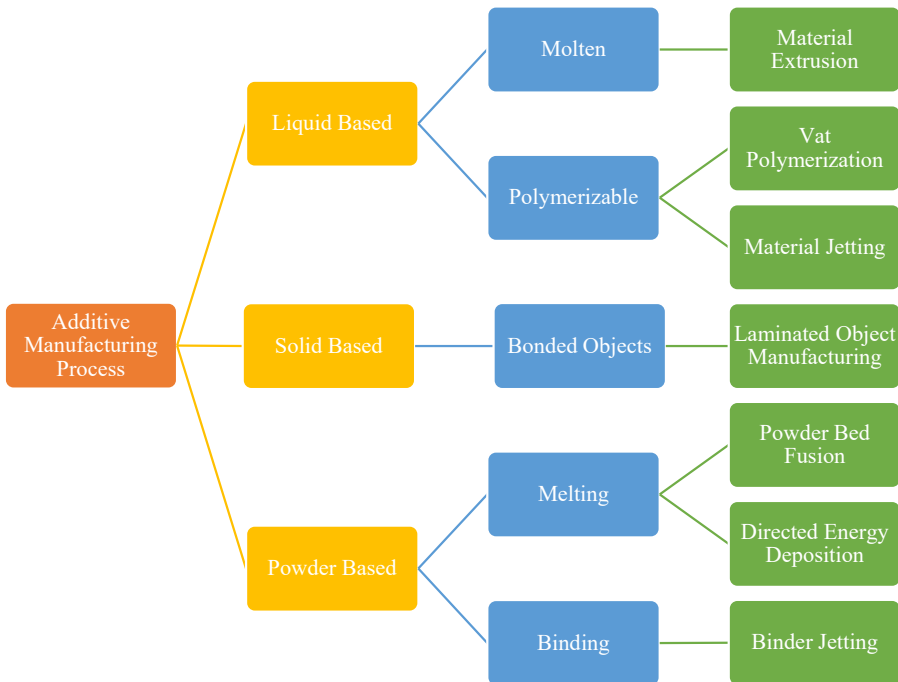 Additive
Manufacturing
Process
Liquid Based
Solid Based
Powder Based
Molten
Polymerizable
Bonded Objects
Melting
Binding
Material
Extrusion
Vat
Polymerization
Material Jetting
Laminated Object
Manufacturing
Powder Bed
Fusion
Directed Energy
Deposition
Binder Jetting